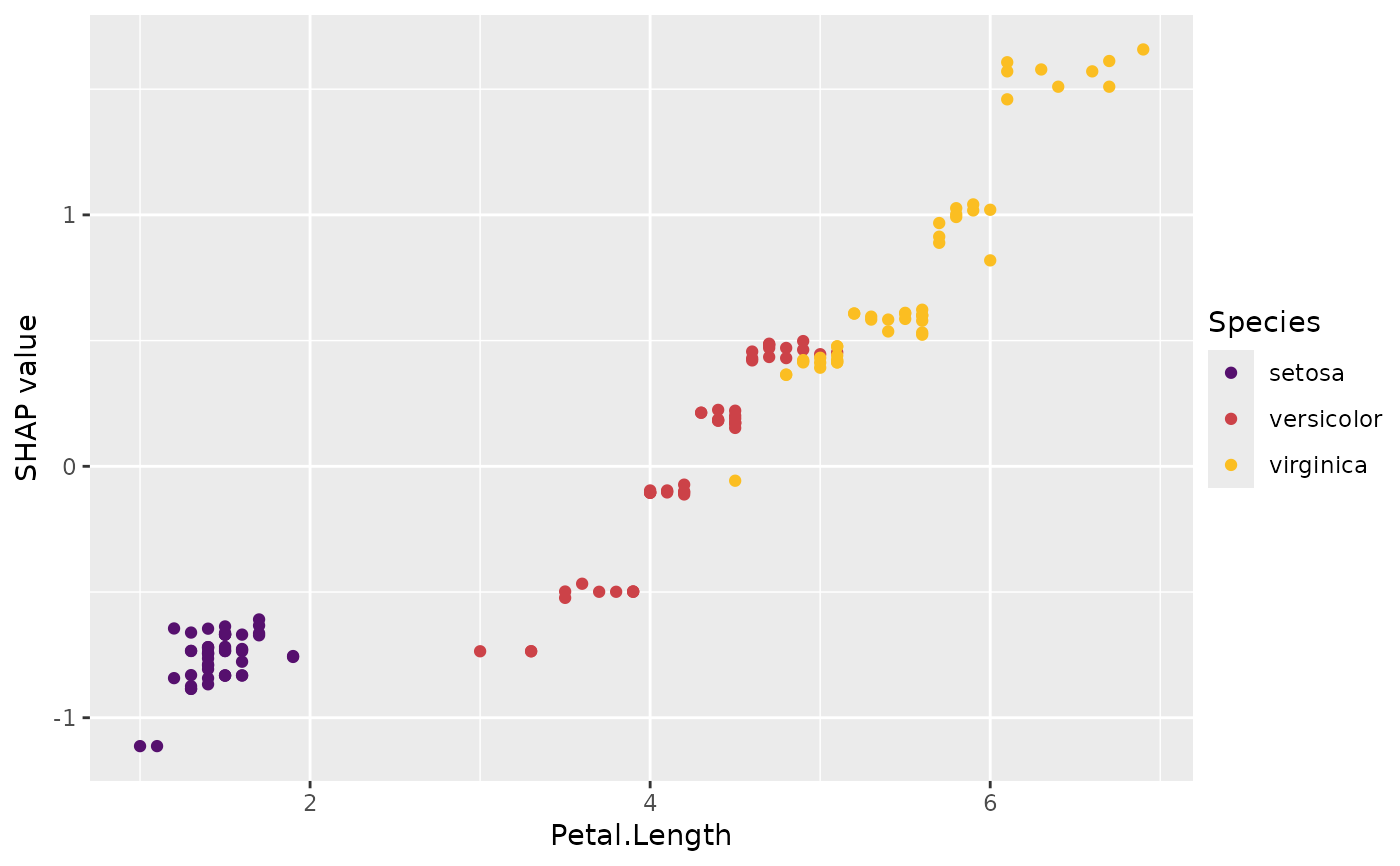 1
0
-1
SHAP value
2
4
6
Petal.Length
Species
setosa
versicolor
virginica